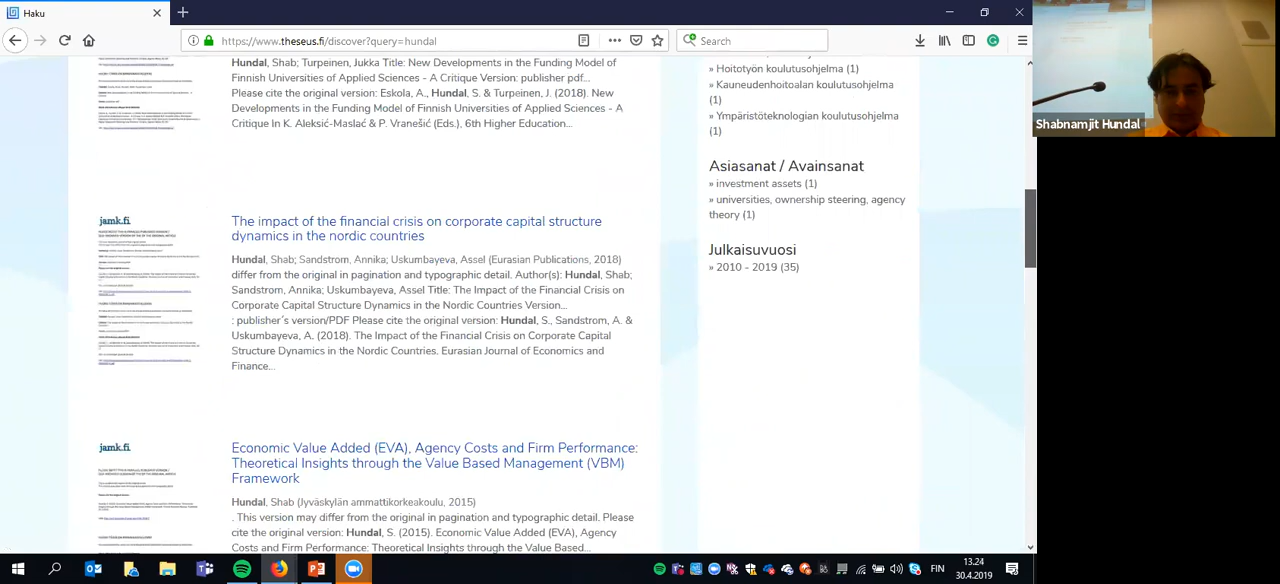 Haku
https://www.theseus.fi/discover?query=hundal
Search
Hundal, Shab; Turpeinen, Jukka Title: New Developments in the Funding Model of
Finnish Universities of Applied Sciences - A Critique Version: publisher pdf...
Please cite the original version: Eskola, A., Hundal, S. & Turpeinen, J. (2018). New
Developments in the Funding Model of Finnish Universities of Applied Sciences - A
Critique In K. Hammer & Jaroslac S- P. Vaclavik (Eds.), 6th Higher Education...
jamk.fi
The impact of the financial crisis on corporate capital structure
dynamics in the nordic countries
Hundal, Shab; Sandstrom, Annika; Uskumbayeva, Assel (Eurasian Publications, 2018)
differ from the original in pagination and typographic detail. Author(s): Hundal, Shab;
Sandstrom, Annika; Uskumbayeva, Assel Title: The Impact of the Financial Crisis on
Corporate Capital Structure Dynamics in the Nordic Countries Version:
: publisher´s version/PDF Please cite the original version: Hundal, S., Sandstrom, A. &
Uskumbayeva, A. (2018). The Impact of the Financial Crisis on Corporate Capital
Structure Dynamics in the Nordic Countries. Eurasian Journal of Economics and
Finance...
jamk.fi
Economic Value Added (EVA), Agency Costs and Firm Performance:
Theoretical Insights through the Value Based Management (VBM)
Framework
Hundal, Shab (Jyväskylän ammattikorkeakoulu, 2015)
. This version may differ from the original in pagination and typographic detail. Please
cite the original version: Hundal, S. (2015). Economic Value Added (EVA), Agency
Costs and Firm Performance: Theoretical Insights through the Value Based...
» Hoitotyön koulutusohjelma (1)
» Kauneudenhoitoalan koulutusohjelma
(1)
» Ympäristöteknologian koulutusohjelma
(1)
Asiasanat / Avainsanat
» investment assets (1)
» universities, ownership steering, agency
theory (1)
Julkaisuvuosi
» 2010 - 2019 (35)
Shabnamjit Hundal
FIN
13.24
30.4.2019